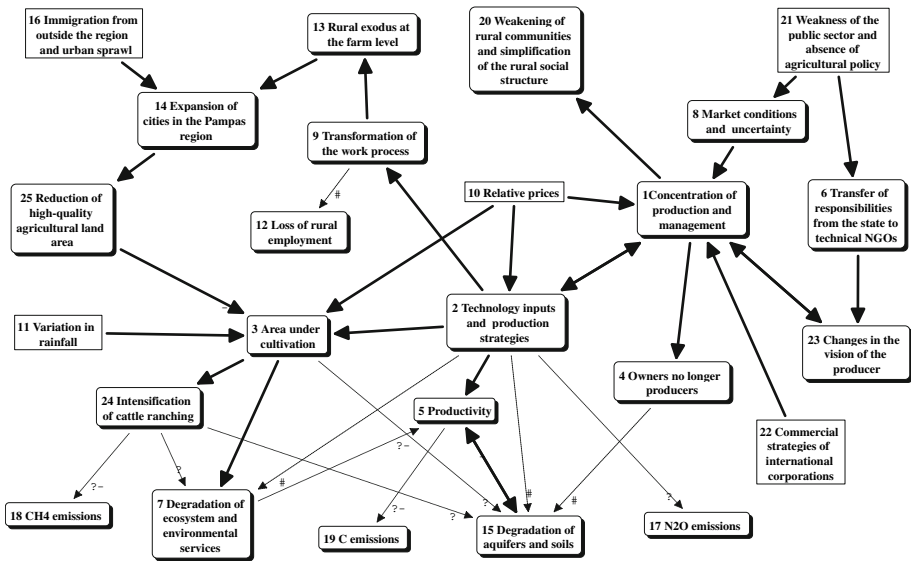 16 Immigration from
outside the region
and urban sprawl
13 Rural exodus at
the farm level
20 Weakening of
rural communities
and simplification
of the rural social
structure
21 Weakness of the
public sector and
absence of
agricultural policy
14 Expansion of
cities in the Pampas
region
9 Transformation of
the work process
8 Market conditions
and uncertainty
25 Reduction of
high-quality
agricultural land
area
#
12 Loss of rural
employment
10 Relative prices
1Concentration of
production and
management
6 Transfer of
responsibilities
from the state to
technical NGOs
11 Variation in
rainfall
-
3 Area under
cultivation
2 Technology inputs
and production
strategies
23 Changes in the
vision of the
producer
24 Intensification
of cattle ranching
5 Productivity
4 Owners no longer
producers
22 Commercial
strategies of
international
corporations
?-
?
#
?-
?-
?
?
#
#
?
18 CH4 emissions
7 Degradation of
ecosystem and
environmental
services
19 C emissions
15 Degradation of
aquifers and soils
17 N2O emissions